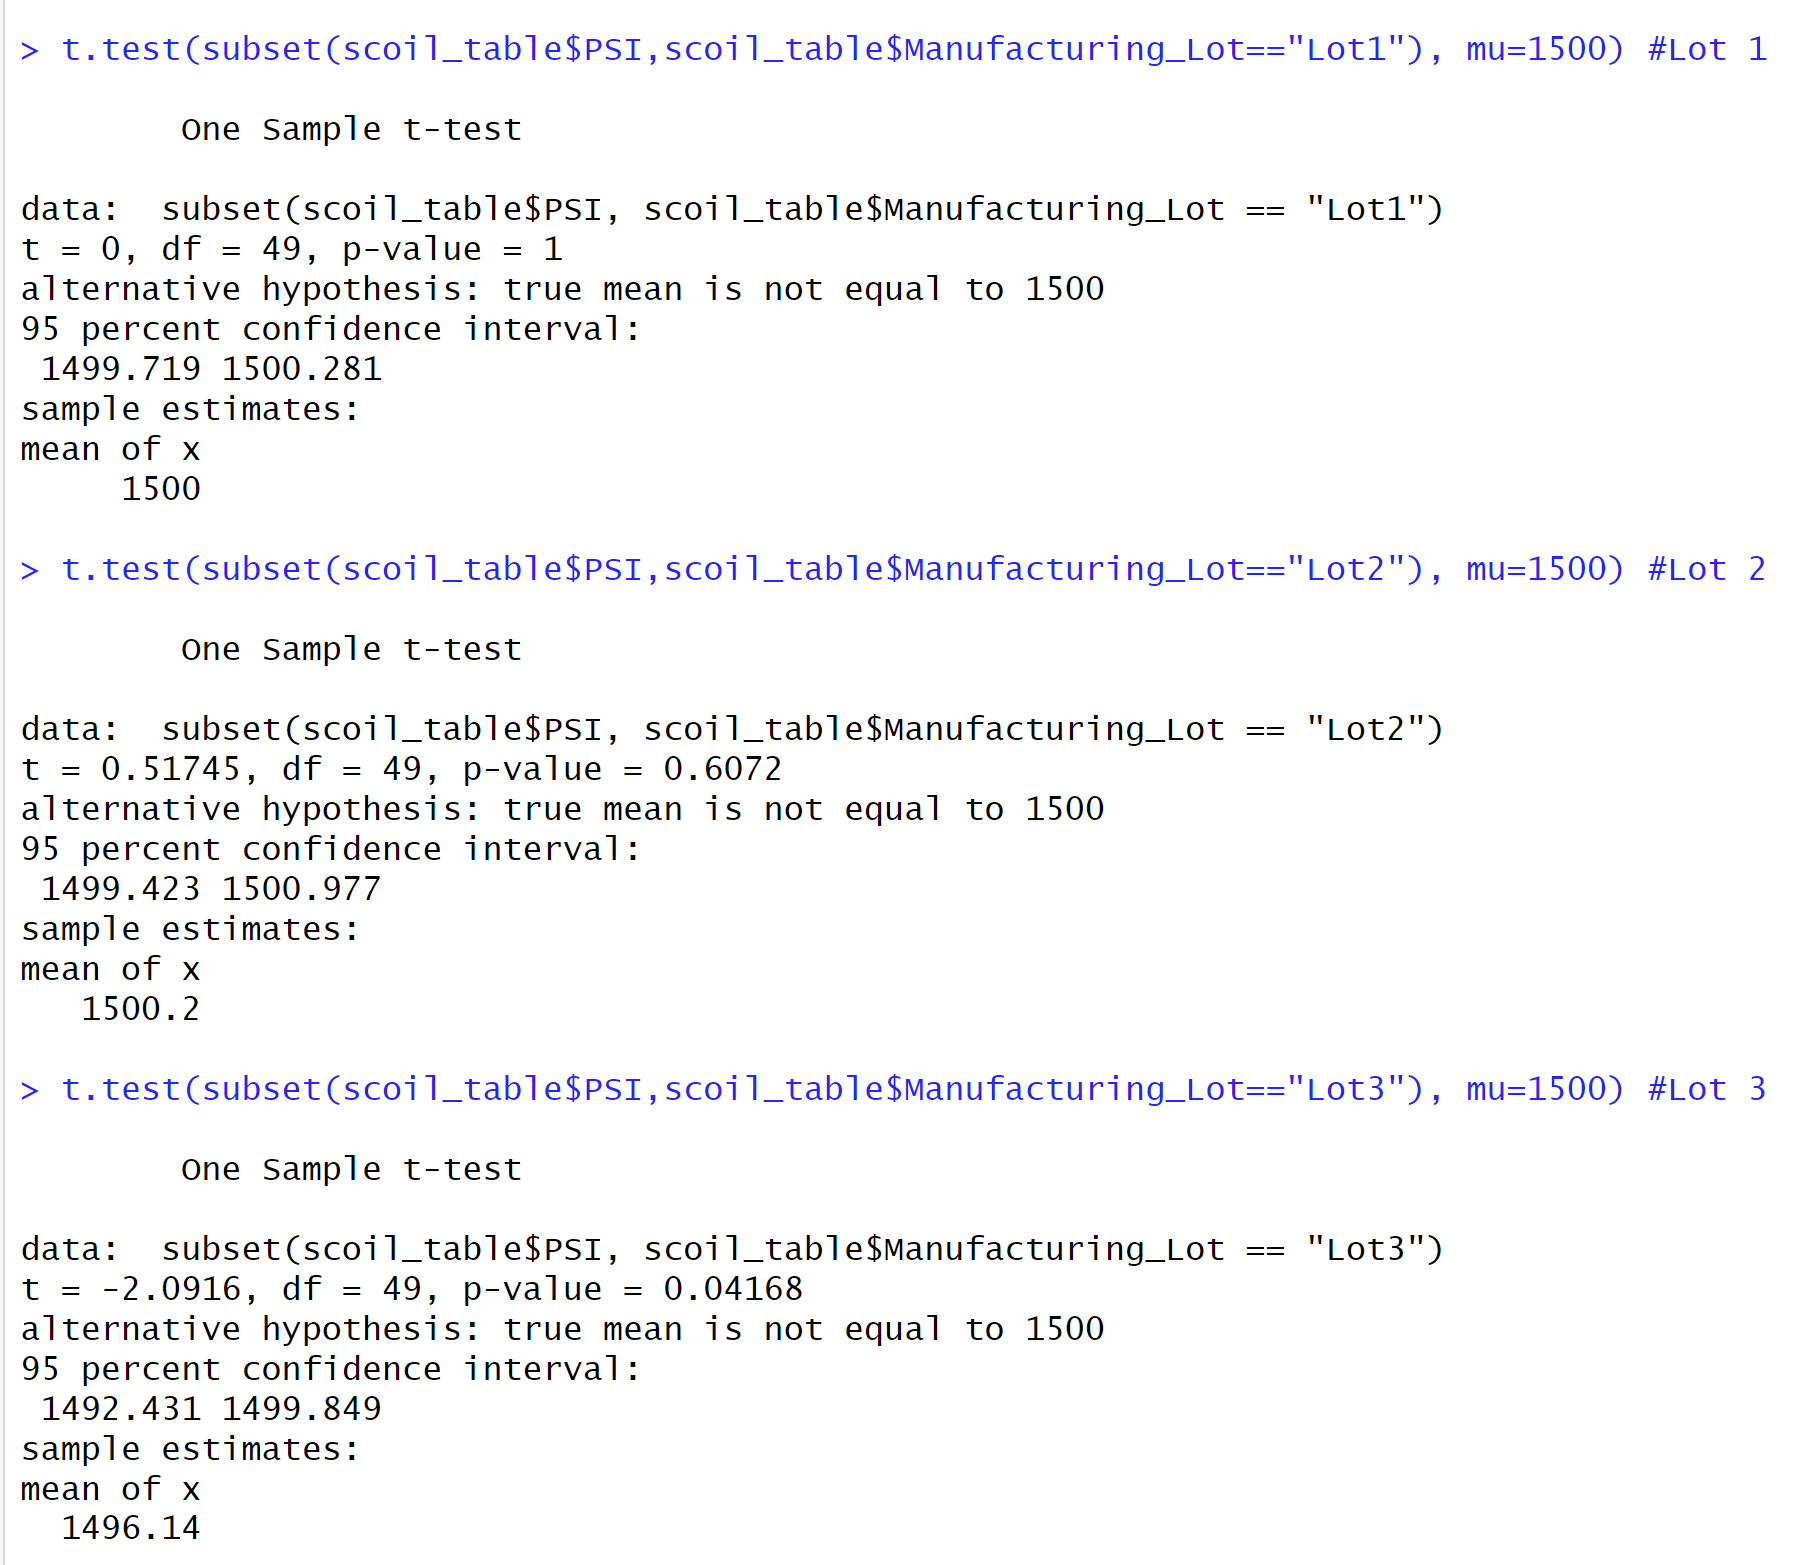 > t.test(subset(scoil_table$PSI,scoil_table$Manufacturing_Lot=="Lot1"), mu=1500) #Lot 1
One Sample t-test
data:  subset(scoil_table$PSI, scoil_table$Manufacturing_Lot == "Lot1")
t = 0, df = 49, p-value = 1
alternative hypothesis: true mean is not equal to 1500
95 percent confidence interval:
1499.719 1500.281
sample estimates:
mean of x
1500
> t.test(subset(scoil_table$PSI,scoil_table$Manufacturing_Lot=="Lot2"), mu=1500) #Lot 2
One Sample t-test
data:  subset(scoil_table$PSI, scoil_table$Manufacturing_Lot == "Lot2")
t = 0.51745, df = 49, p-value = 0.6072
alternative hypothesis: true mean is not equal to 1500
95 percent confidence interval:
1499.423 1500.977
sample estimates:
mean of x
1500.2
> t.test(subset(scoil_table$PSI,scoil_table$Manufacturing_Lot=="Lot3"), mu=1500) #Lot 3
One Sample t-test
data:  subset(scoil_table$PSI, scoil_table$Manufacturing_Lot == "Lot3")
t = -2.0916, df = 49, p-value = 0.04168
alternative hypothesis: true mean is not equal to 1500
95 percent confidence interval:
1492.431 1499.849
sample estimates:
mean of x
1496.14